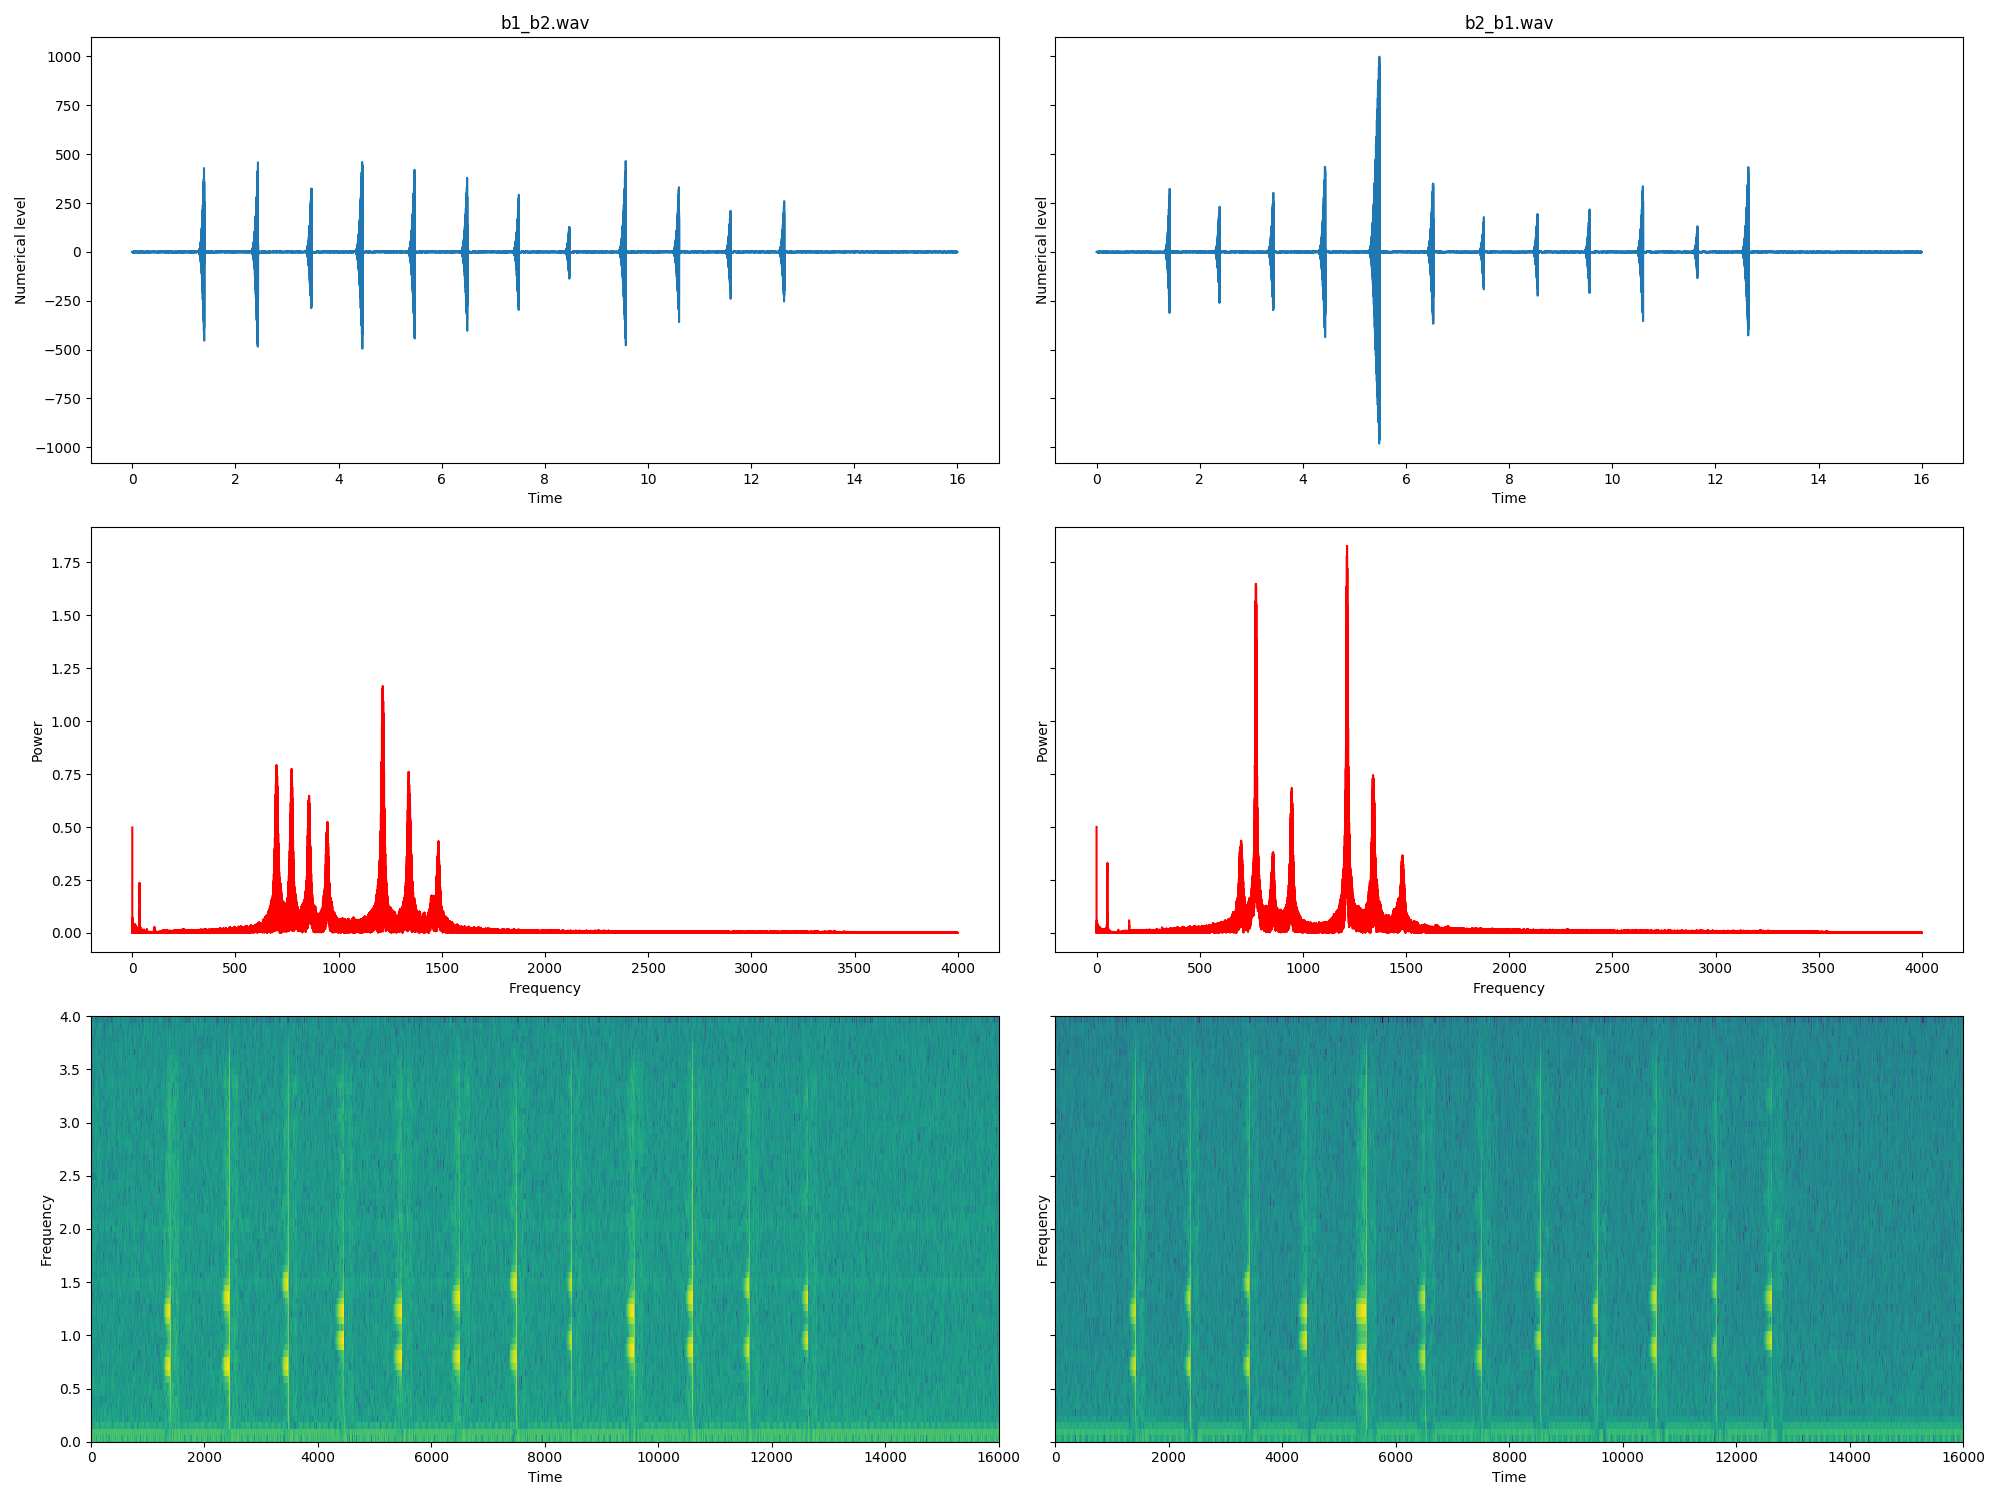 b1_b2.wav
b2_b1.wav
1000
750
500
250
0
−250
−500
−750
−1000
Numerical level
Numerical level
0 2 4 6 8 10 12 14 16
0 2 4 6 8 10 12 14 16
Time
Time
1.75
1.50
1.25
1.00
0.75
0.50
0.25
0.00
Power
Power
0 500 1000 1500 2000 2500 3000 3500 4000
0 500 1000 1500 2000 2500 3000 3500 4000
Frequency
Frequency
4.0
3.5
3.0
2.5
2.0
1.5
1.0
0.5
0.0
Frequency
Frequency
0 2000 4000 6000 8000 10000 12000 14000 16000
0 2000 4000 6000 8000 10000 12000 14000 16000
Time
Time